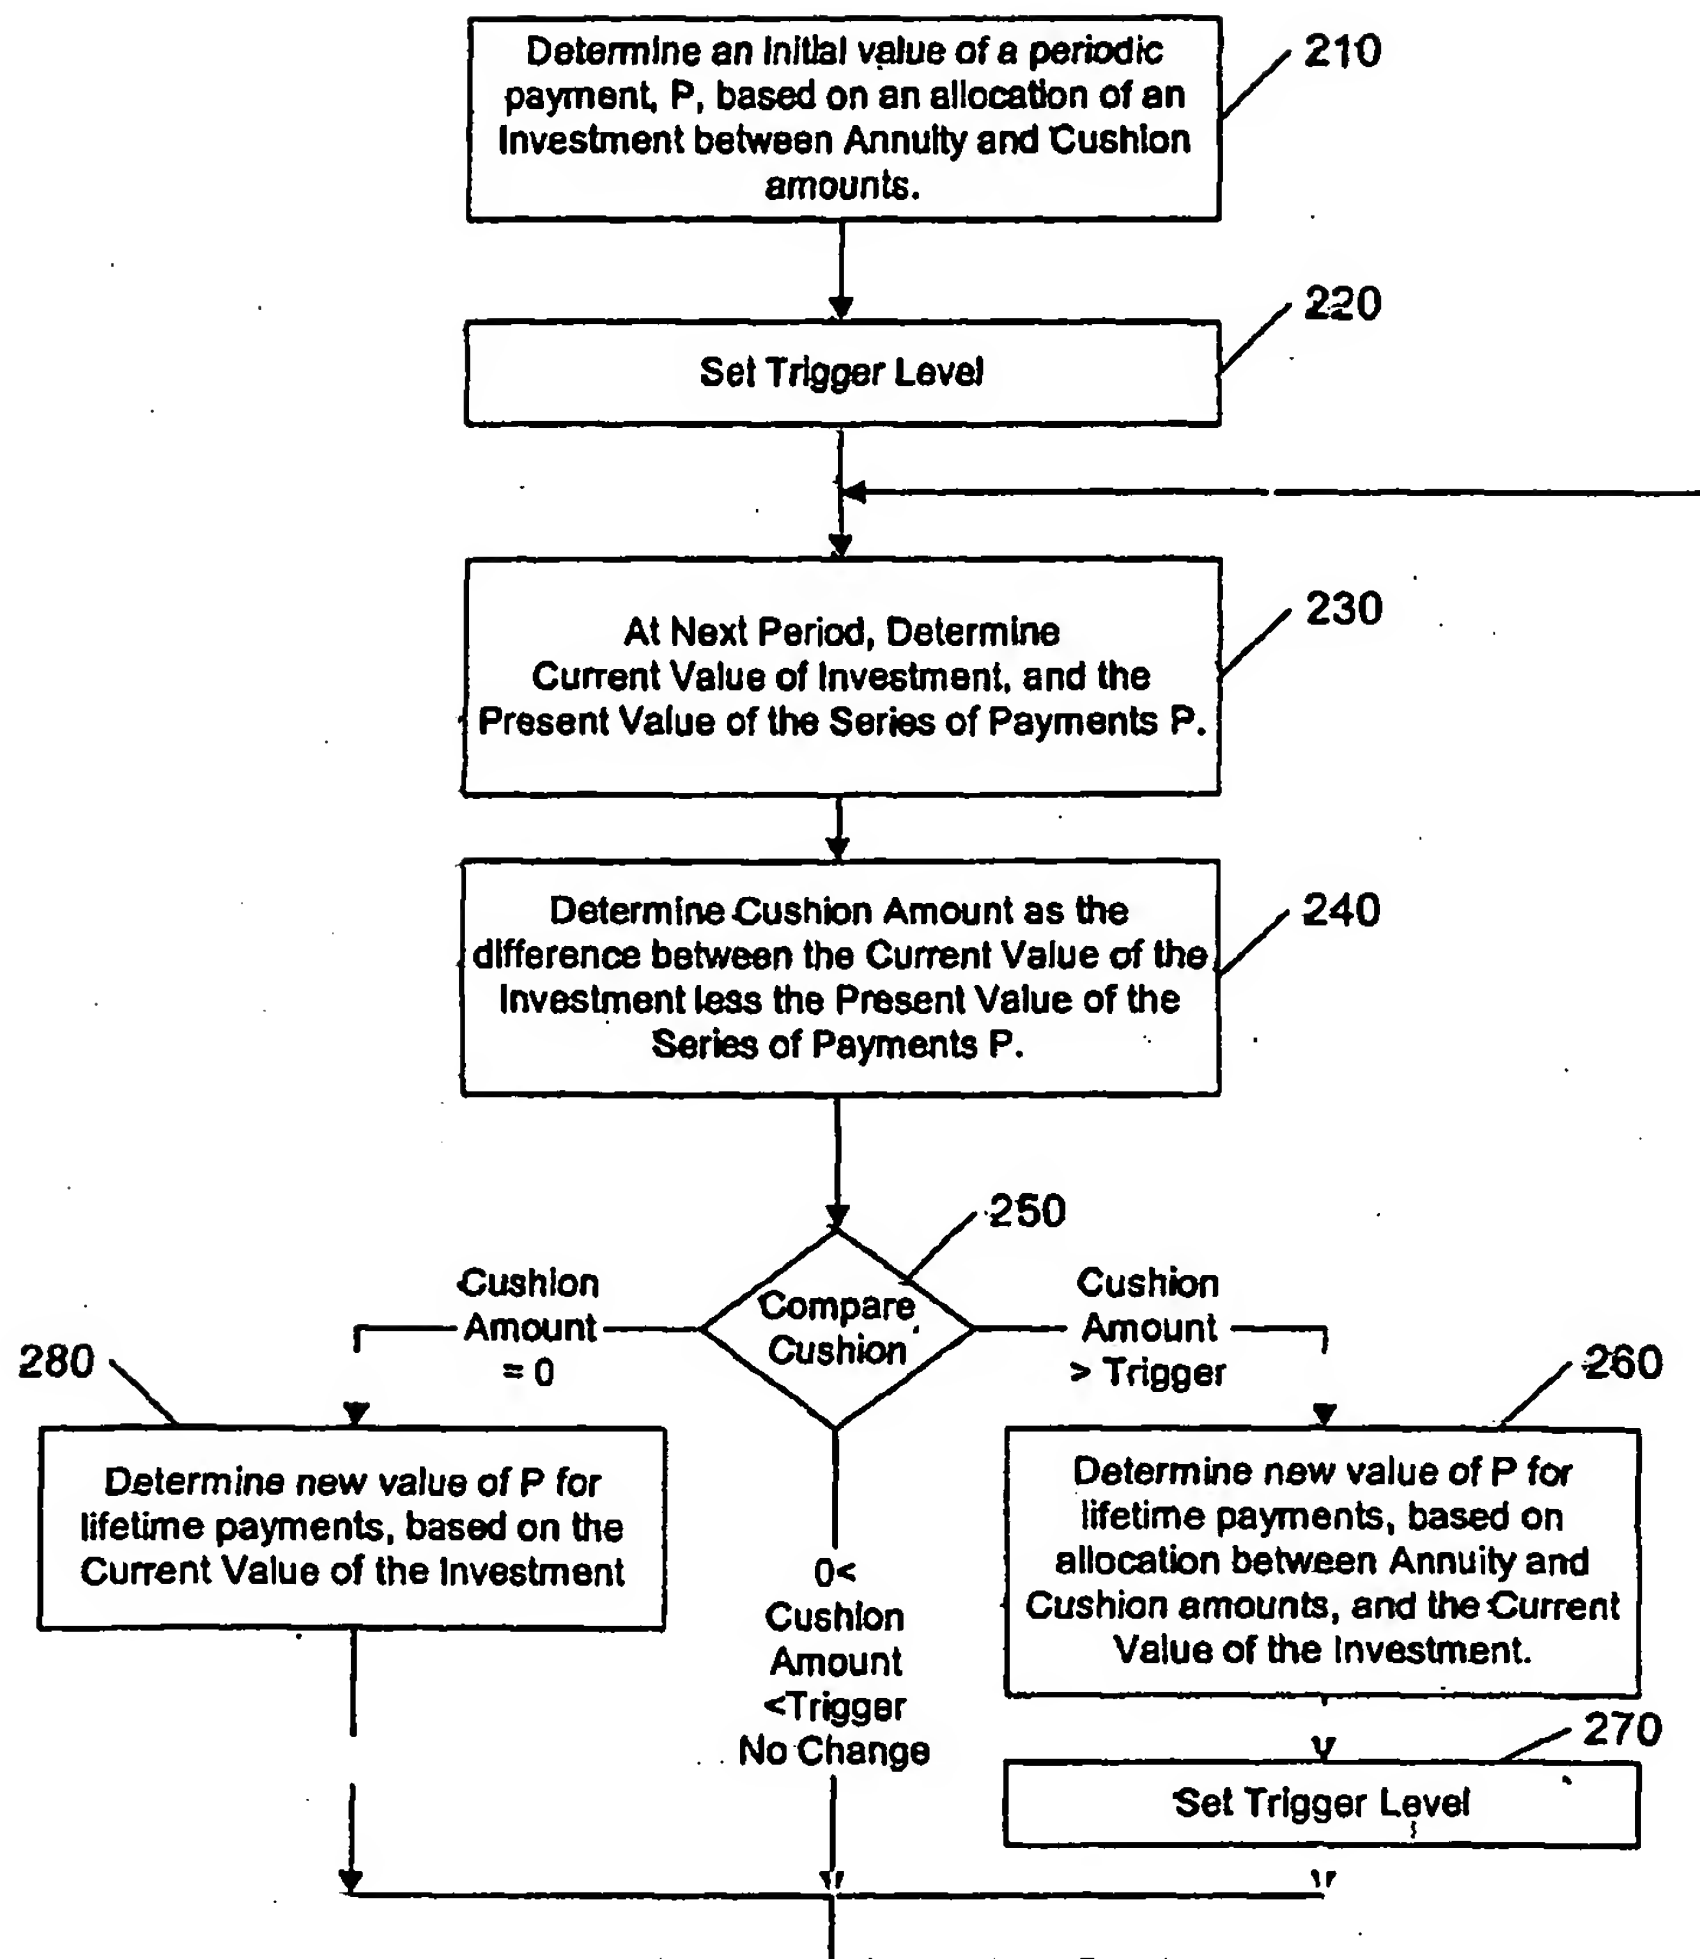 Determine an initial value of a periodic
payment, P, based on an allocation of an
Investment between Annuity and Cushion
amounts.
210
220
Set Trigger Level
230
At Next Period, Determine
Current Value of Investment, and the
Present Value of the Series of Payments P.
240
Determine Cushion Amount as the
difference between the Current Value of the
Investment less the Present Value of the
Series of Payments P.
250
Compare
Cushion
Cushion
Amount
= 0
Cushion
Amount
> Trigger
280
260
Determine new value of P for
lifetime payments, based on the
Current Value of the Investment
0<
Cushion
Amount
<Trigger
No Change
Determine new value of P for
lifetime payments, based on
allocation between Annuity and
Cushion amounts, and the Current
Value of the Investment.
270
Set Trigger Level